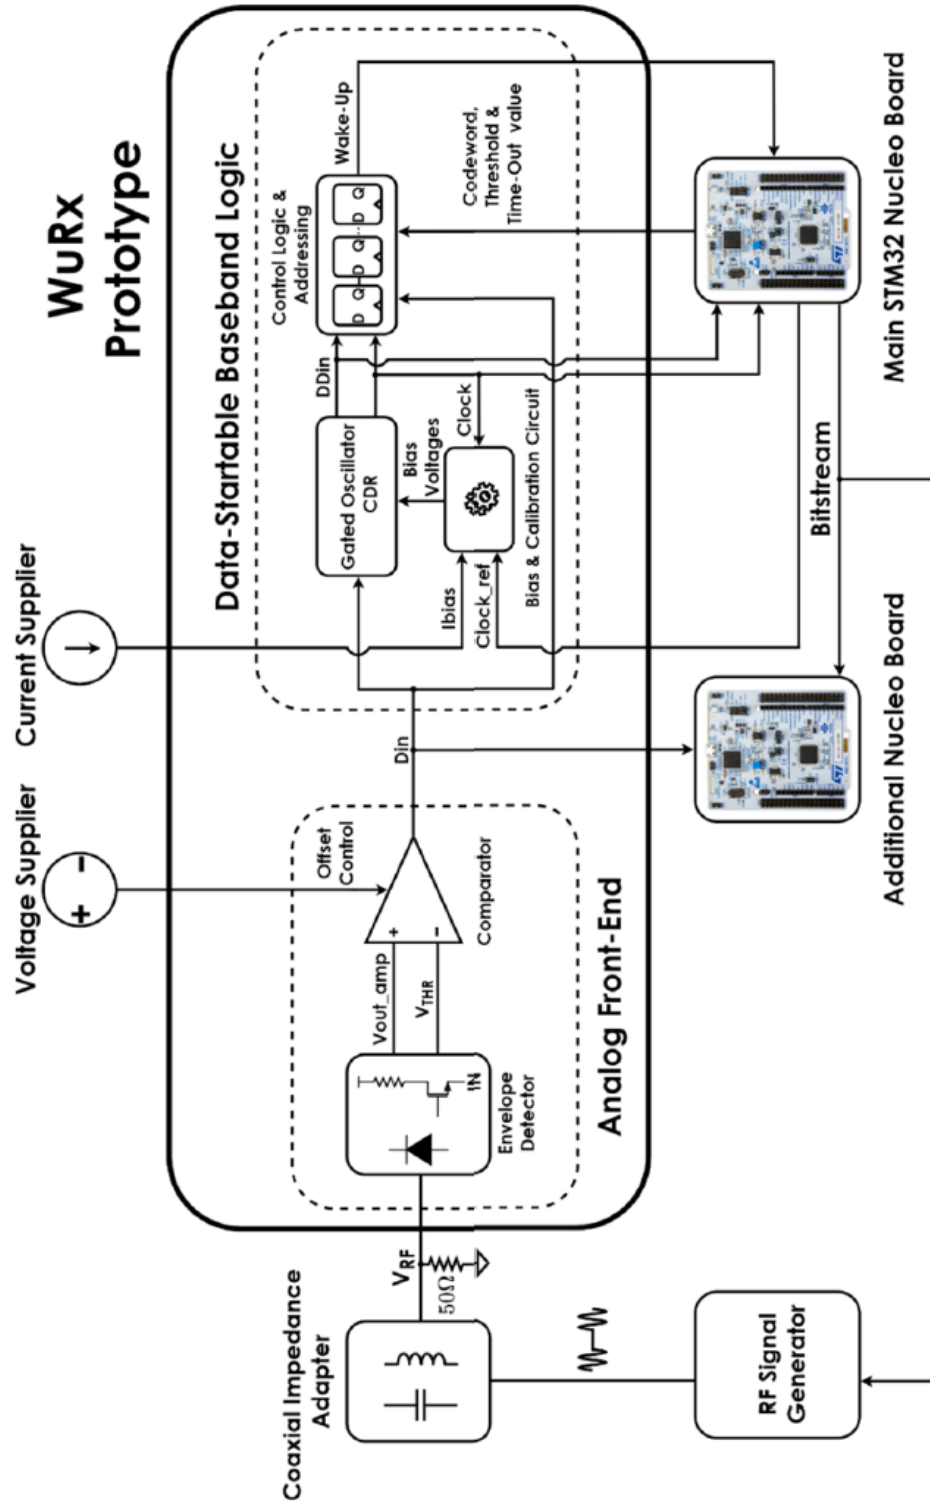 WuRx
Prototype
Voltage Supplier
Current Supplier
Data-Startable Baseband Logic
Control Logic &
Addressing
D Q
D Q
...
D Q
Wake-Up
DDin
Gated Oscillator
CDR
Bias
Voltages
Clock
Codeword,
Threshold &
Time-Out value
Ibias
Clock_ref
Bias & Calibration Circuit
Offset
Control
Din
+ −
Vout_amp
VTHR
+
−
Comparator
IN
Envelope
Detector
Analog Front-End
Coaxial Impedance
Adapter
VRF
50Ω
RF Signal
Generator
Additional Nucleo Board
Bitstream
Main STM32 Nucleo Board
ST
ST